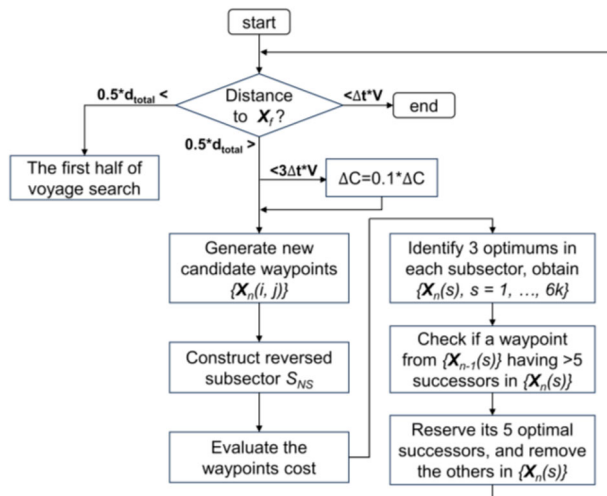 start
0.5*d_total <
Distance
to X_f?
<Δt*V
end
0.5*d_total >
The first half of
voyage search
<3Δt*V
ΔC=0.1*ΔC
Generate new
candidate waypoints
{X_n(i, j)}
Construct reversed
subsector S_NS
Evaluate the
waypoints cost
Identify 3 optimums in
each subsector, obtain
{X_n(s), s = 1, …, 6k}
Check if a waypoint
from {X_n-1(s)} having >5
successors in {X_n(s)}
Reserve its 5 optimal
successors, and remove
the others in {X_n(s)}